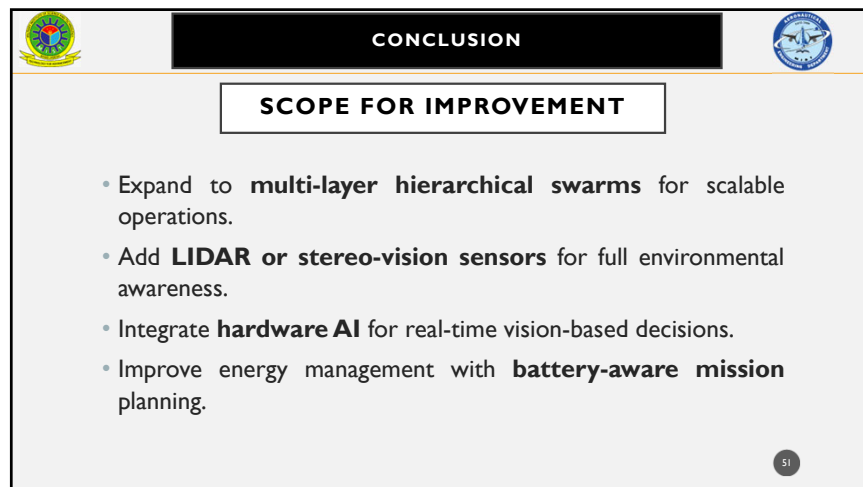 CONCLUSION
SCOPE FOR IMPROVEMENT
• Expand to multi-layer hierarchical swarms for scalable
operations.
• Add LIDAR or stereo-vision sensors for full environmental
awareness.
• Integrate hardware AI for real-time vision-based decisions.
• Improve energy management with battery-aware mission
planning.
51